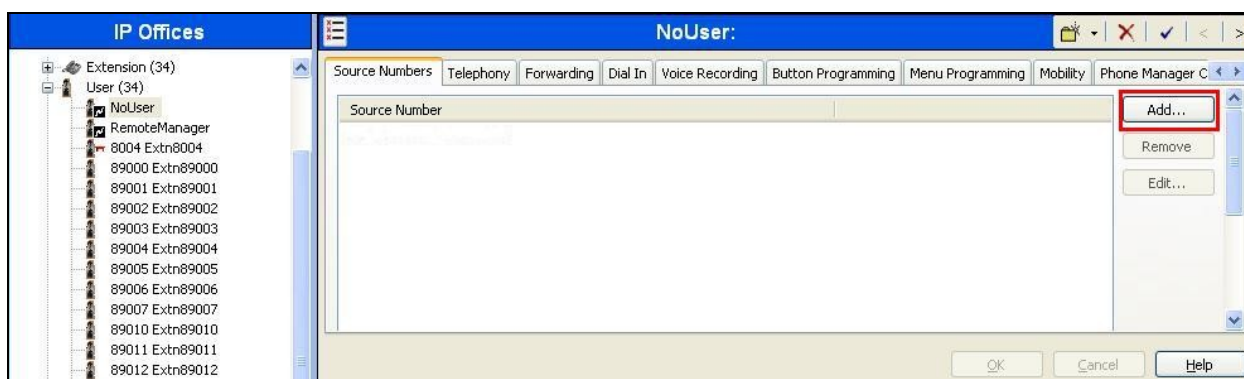 IP Offices
Extension (34)
User (34)
NoUser
RemoteManager
8004 Extn8004
89000 Extn89000
89001 Extn89001
89002 Extn89002
89003 Extn89003
89004 Extn89004
89005 Extn89005
89006 Extn89006
89007 Extn89007
89010 Extn89010
89011 Extn89011
89012 Extn89012
NoUser:
Source Numbers Telephony Forwarding Dial In Voice Recording Button Programming Menu Programming Mobility Phone Manager C
Source Number
Add...
Remove
Edit...
OK Cancel Help